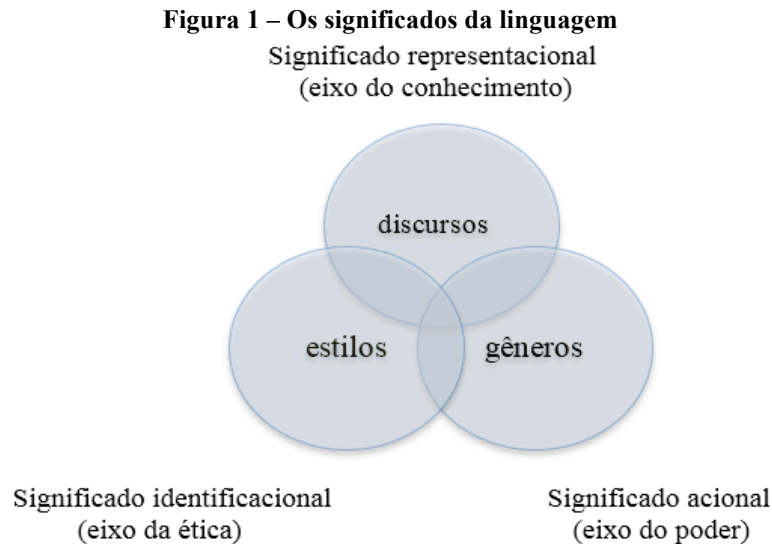 Figura 1 – Os significados da linguagem
Significado representacional
(eixo do conhecimento)
discursos
estilos
gêneros
Significado identificacional
(eixo da ética)
Significado acional
(eixo do poder)